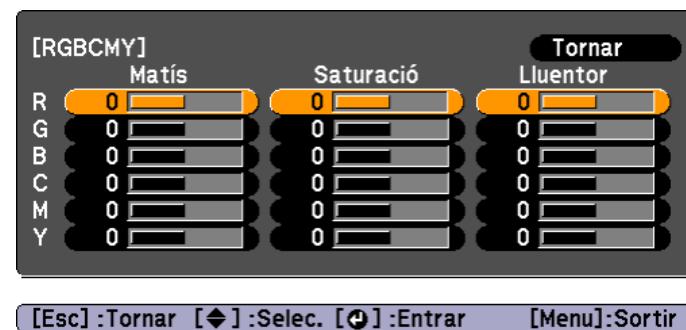 [RGBCMY] Tornar
Matís Saturació Lluentor
R 0 0 0
G 0 0 0
B 0 0 0
C 0 0 0
M 0 0 0
Y 0 0 0
[Esc] :Tornar [◆] :Selec. [↵] :Entrar [Menu]:Sortir